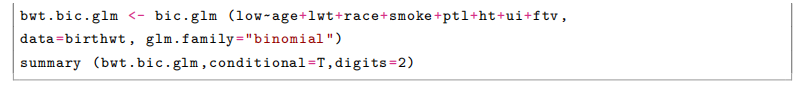 bwt.bic.glm <- bic.glm (low~age+lwt+race+smoke+ptl+ht+ui+ftv,
data=birthwt, glm.family="binomial")
summary (bwt.bic.glm,conditional=T,digits=2)